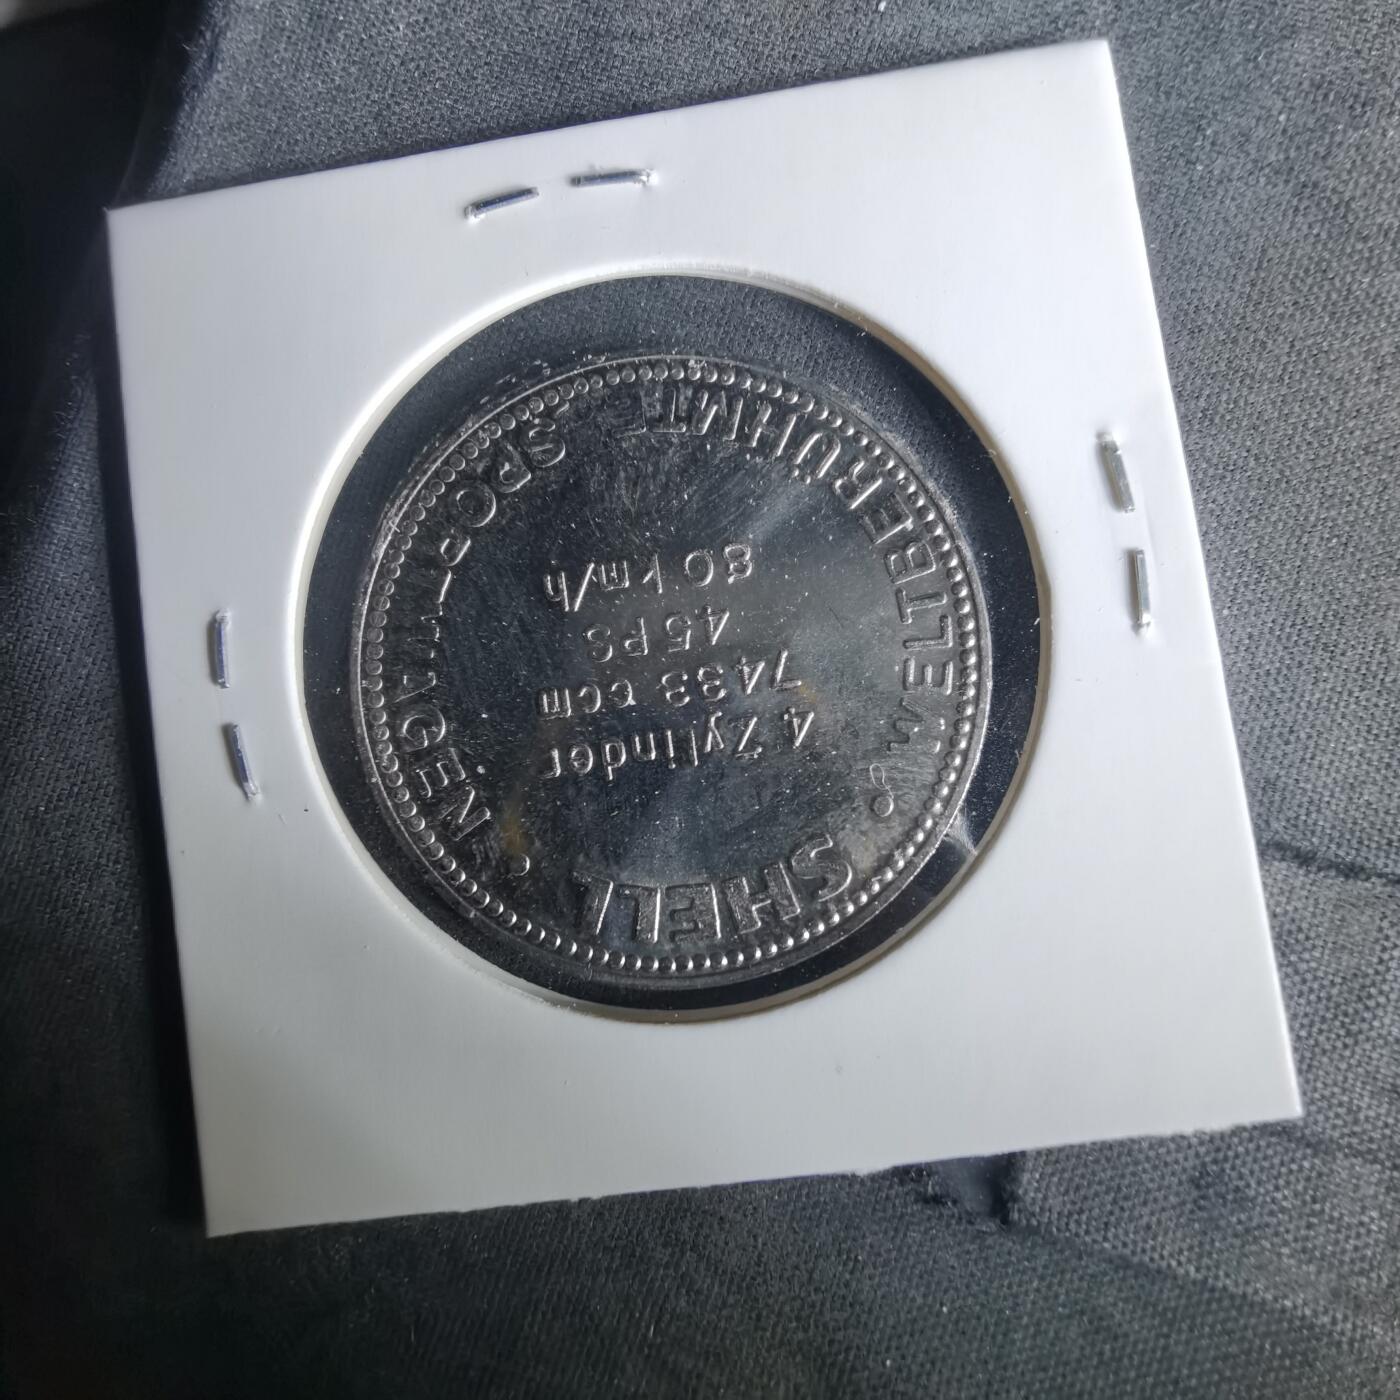 SHELL
4 Zylinder
7433 ccm
45 PS
80 km/h
WELTBERÜHMTE SPORTWAGEN